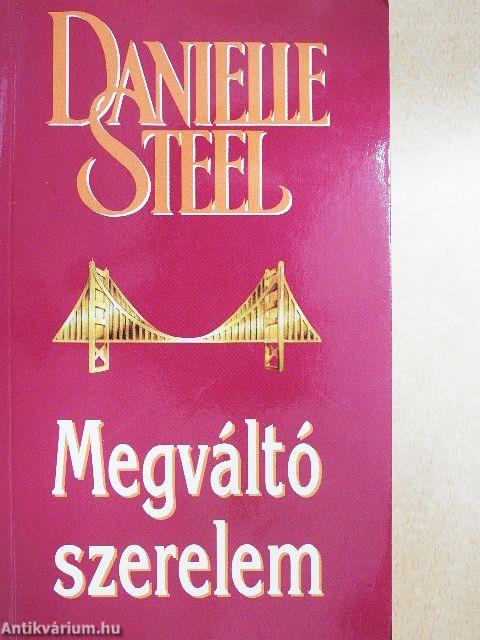 DANIELLE
STEEL
Megváltó
szerelem
Antikvárium.hu